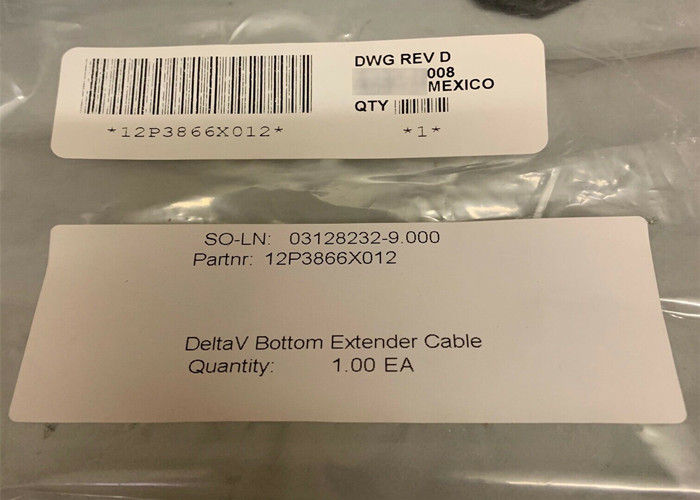 DWG REV D
008
MEXICO
QTY
*12P3866X012*
*1*
SO-LN: 03128232-9.000
Partnr: 12P3866X012
DeltaV Bottom Extender Cable
Quantity: 1.00 EA